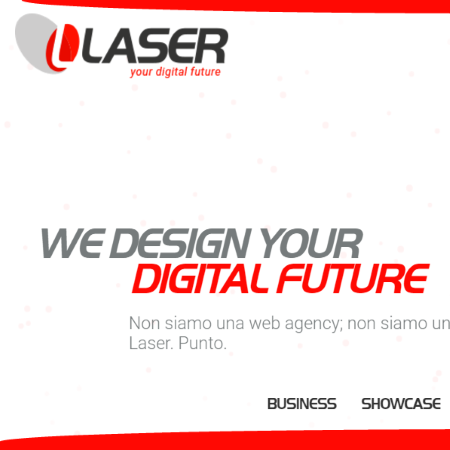 LASER
your digital future
WE DESIGN YOUR
DIGITAL FUTURE
Non siamo una web agency; non siamo un
Laser. Punto.
BUSINESS SHOWCASE